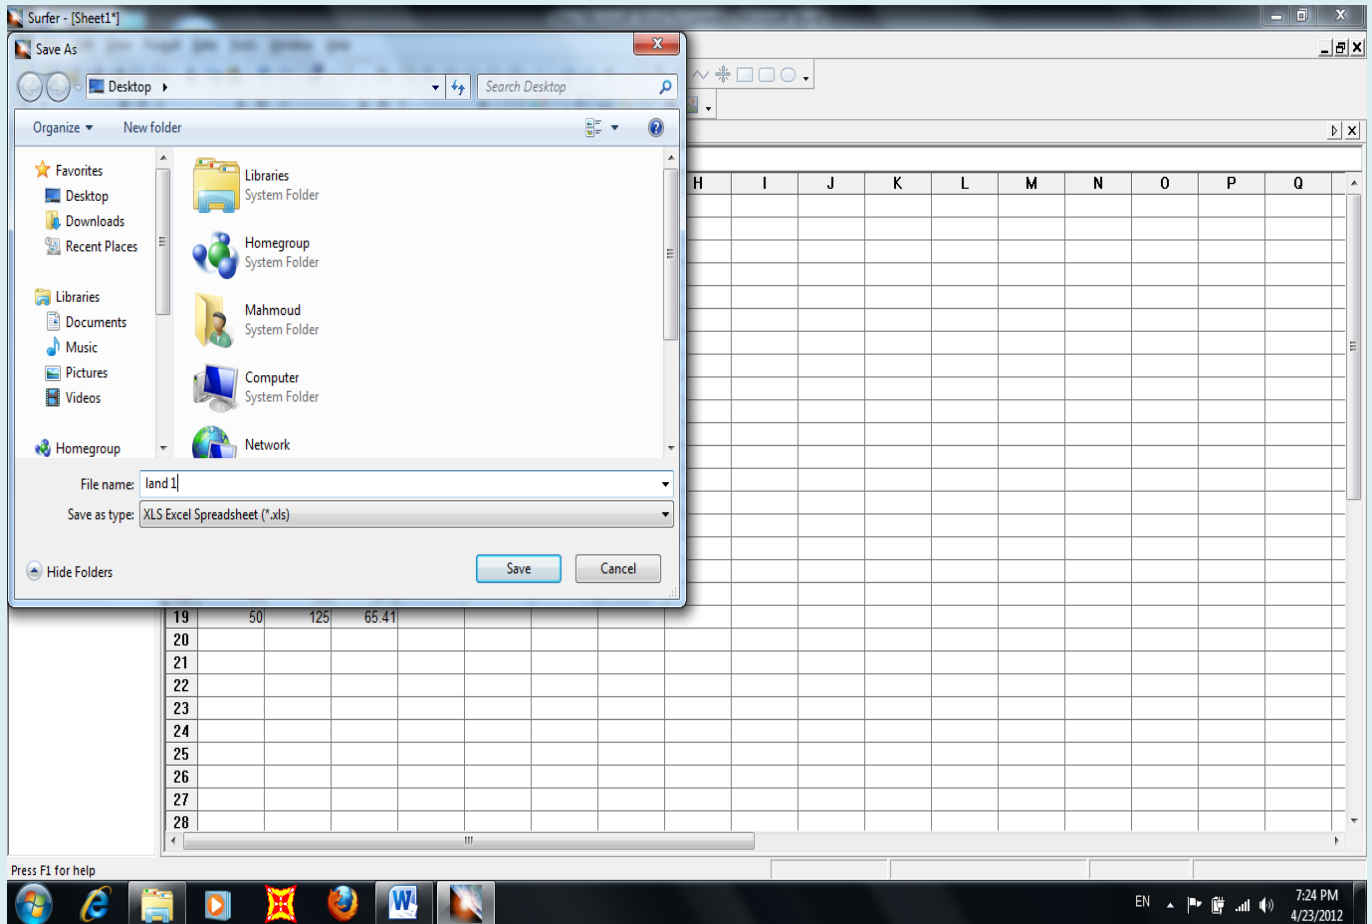 Surfer - [Sheet1*]
Save As
Desktop
Search Desktop
Organize
New folder
Favorites
Desktop
Downloads
Recent Places
Libraries
Documents
Music
Pictures
Videos
Homegroup
Libraries
System Folder
Homegroup
System Folder
Mahmoud
System Folder
Computer
System Folder
Network
File name: land 1
Save as type: XLS Excel Spreadsheet (*.xls)
Hide Folders
Save
Cancel
H I J K L M N O P Q
19 50 125 65.41
20
21
22
23
24
25
26
27
28
Press F1 for help
EN
7:24 PM
4/23/2012